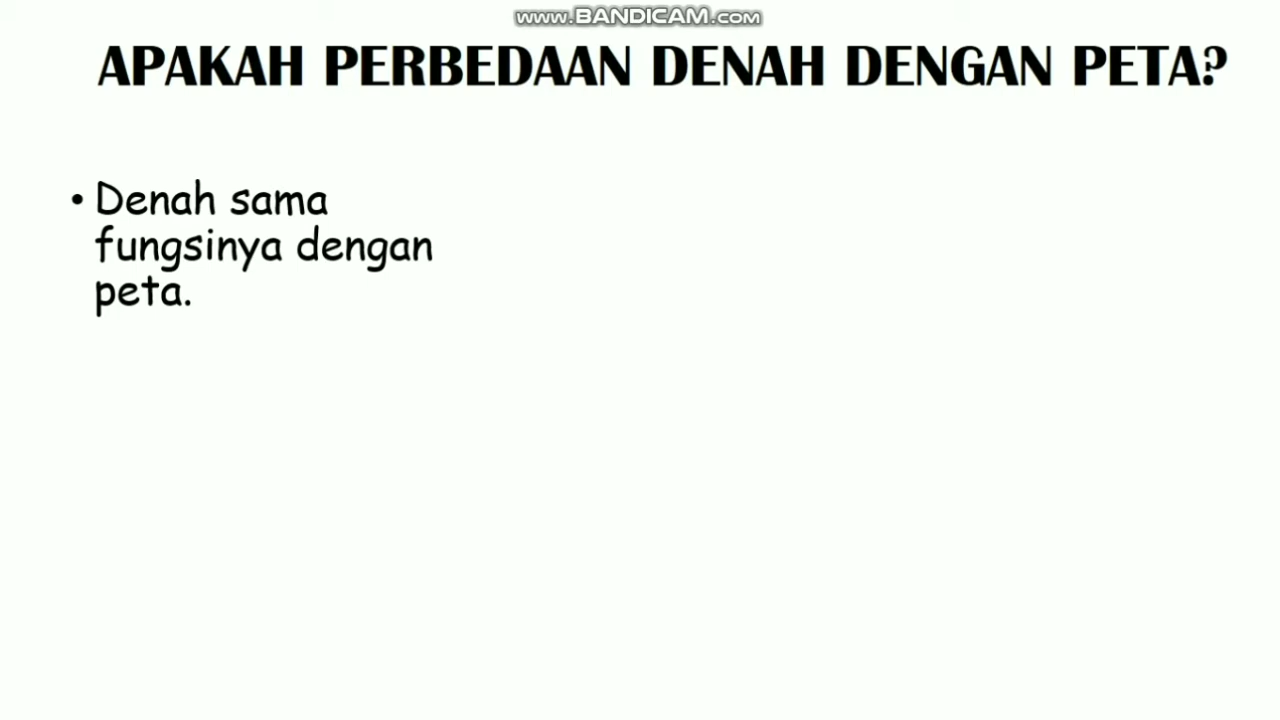 www.BANDICAM.com
APAKAH PERBEDAAN DENAH DENGAN PETA?
• Denah sama
fungsinya dengan
peta.